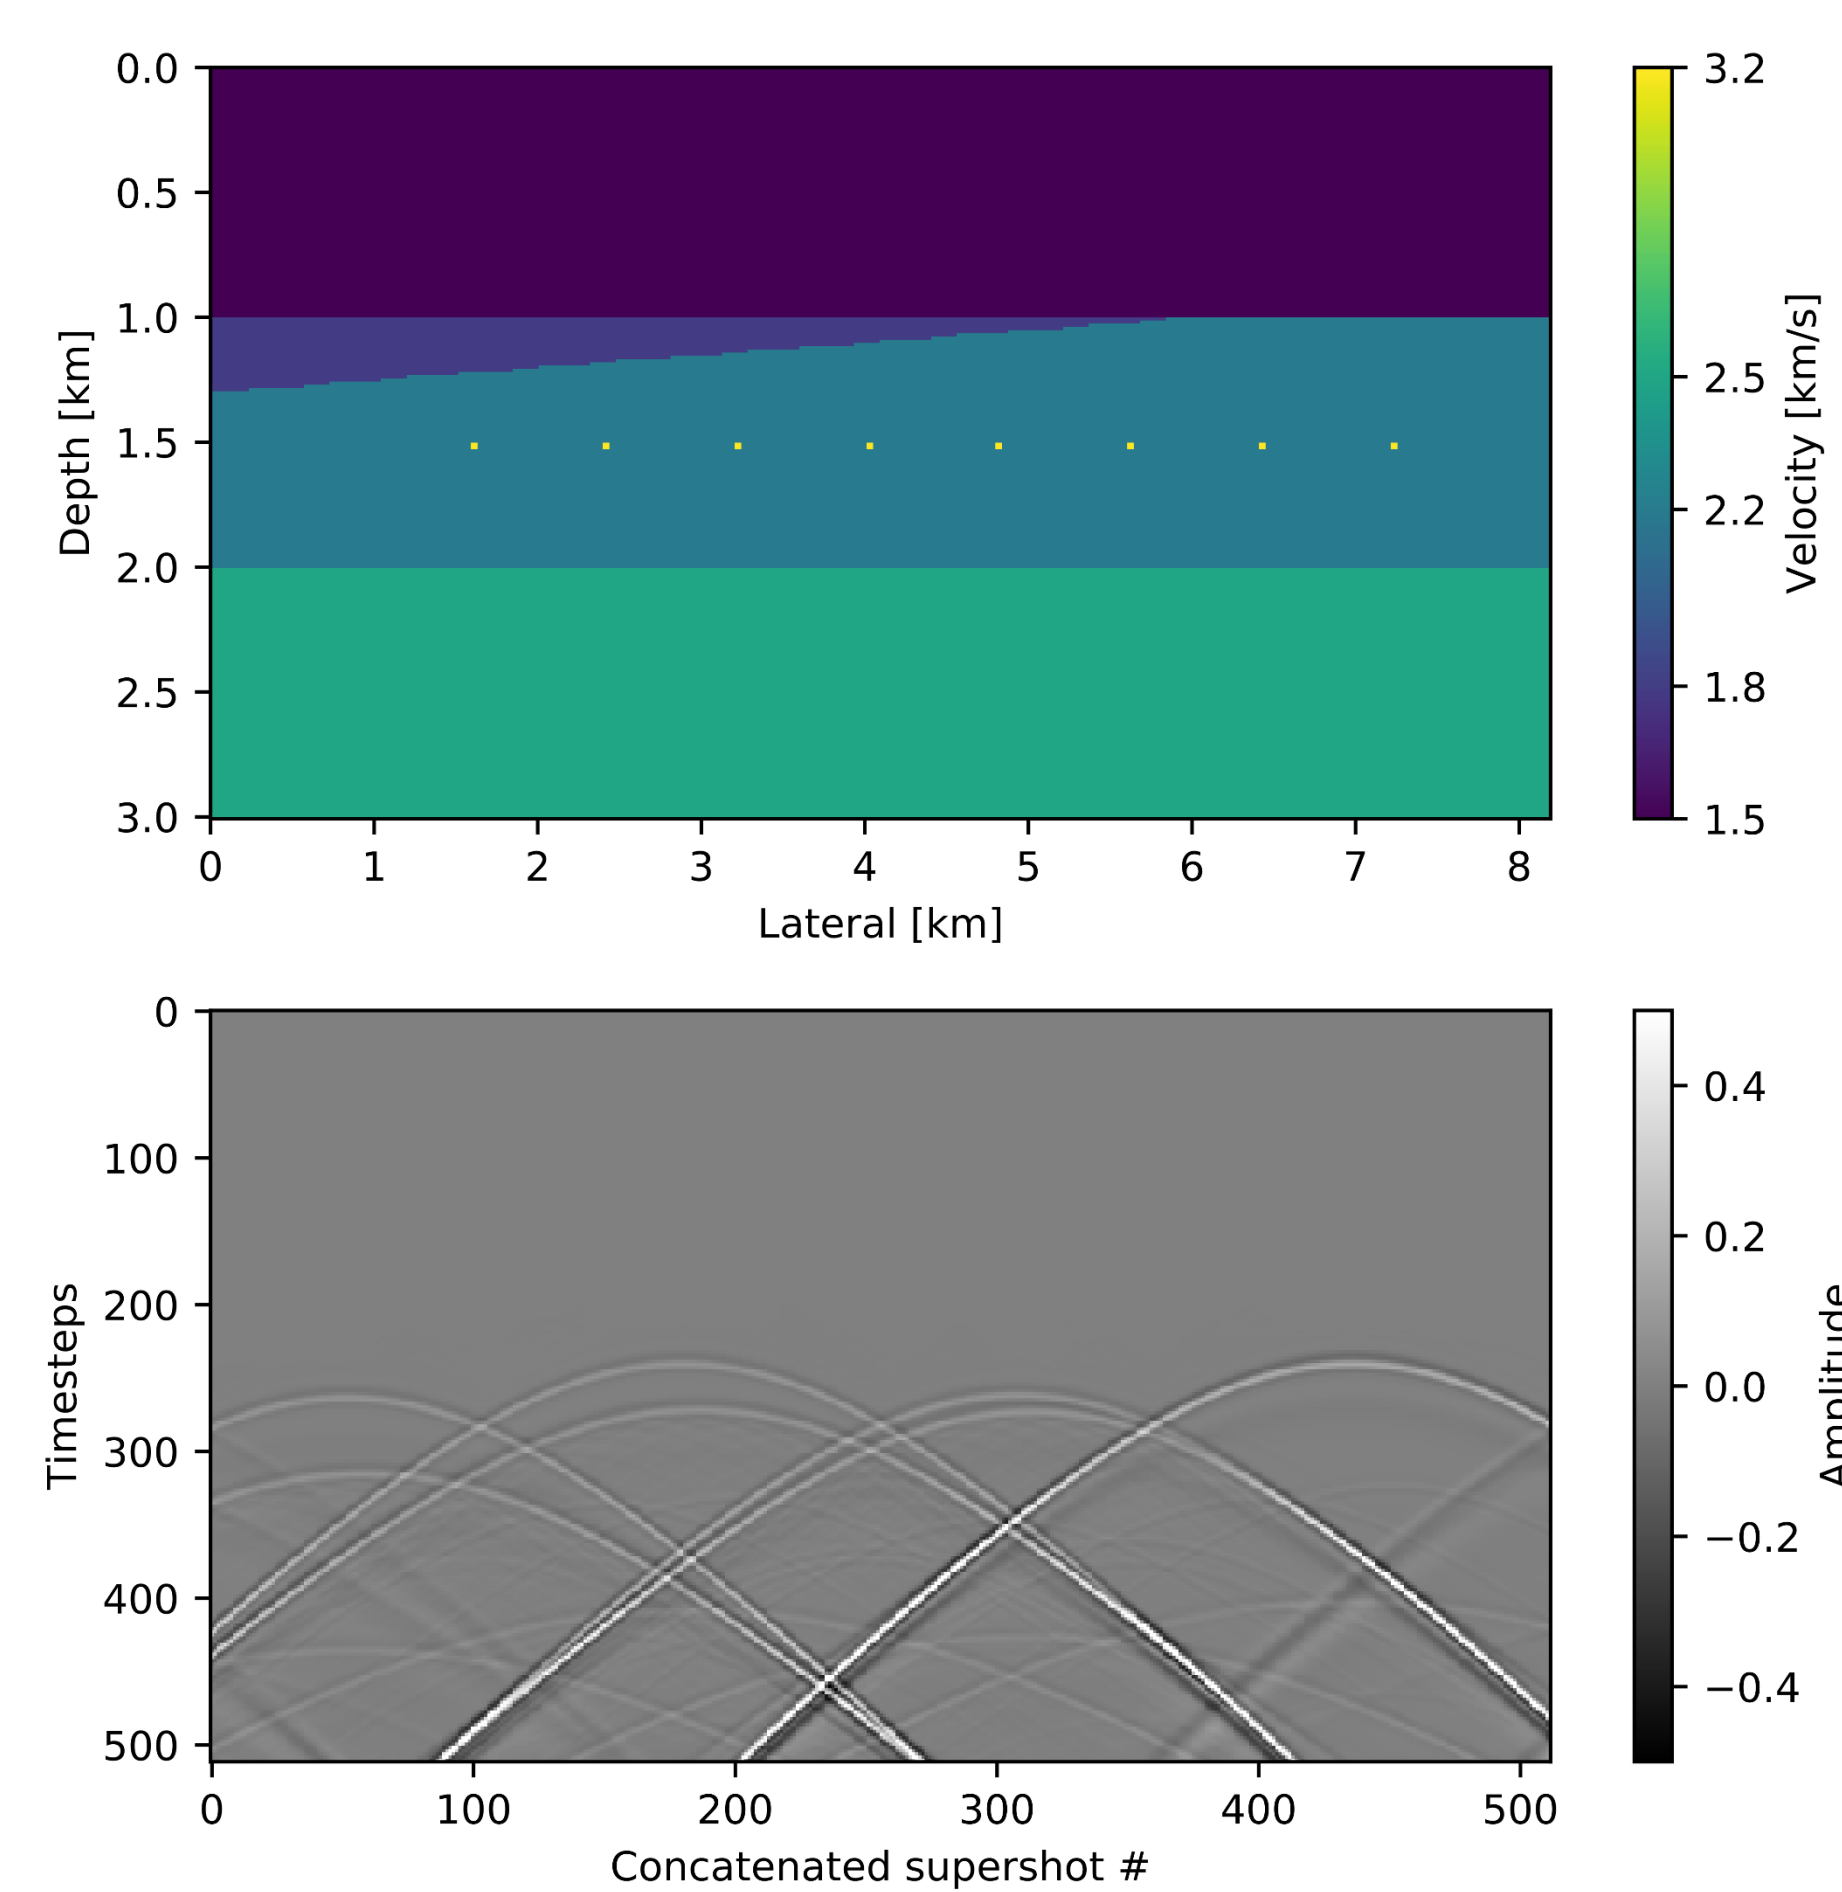 0.0
0.5
1.0
1.5
2.0
2.5
3.0
Depth [km]
0 1 2 3 4 5 6 7 8
Lateral [km]
3.2
2.5
2.2
1.8
1.5
Velocity [km/s]
0
100
200
300
400
500
Timesteps
0 100 200 300 400 500
Concatenated supershot #
0.4
0.2
0.0
−0.2
−0.4
Amplitude